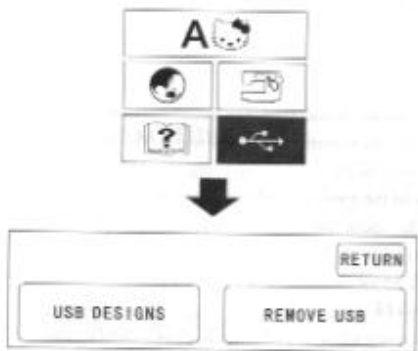 A
?
RETURN
USB DESIGNS
REMOVE USB